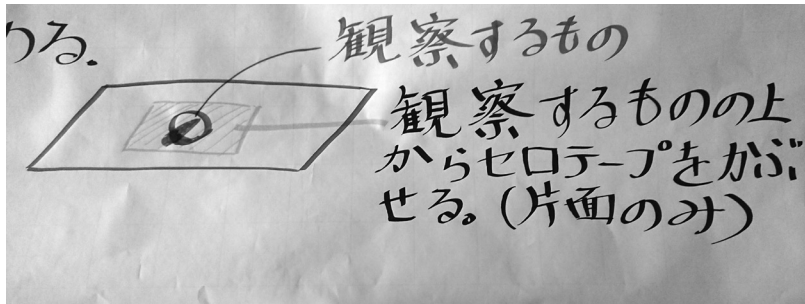 わる.
観察するもの
観察するものの上
からセロテープをかぶ
せる。(片面のみ)